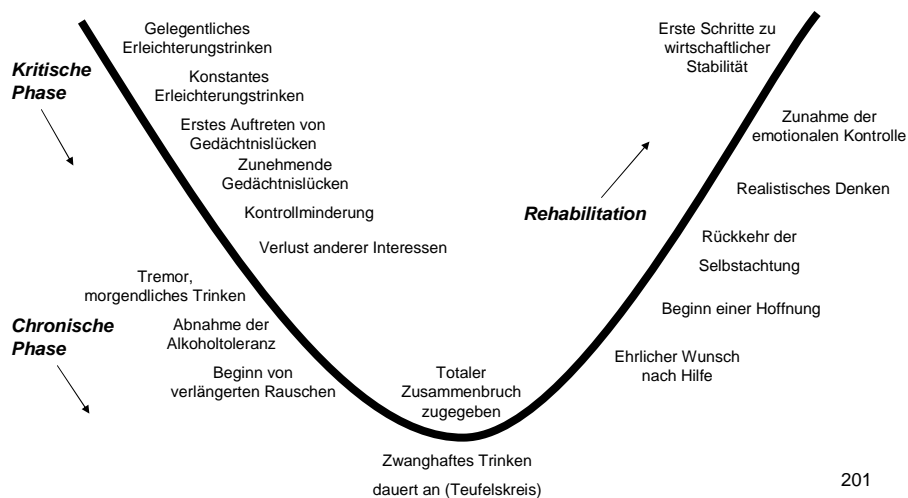 Gelegentliches
Erleichterungstrinken
Kritische
Phase
Konstantes
Erleichterungstrinken
Erstes Auftreten von
Gedächtnislücken
Zunehmende
Gedächtnislücken
Kontrollminderung
Verlust anderer Interessen
Tremor,
morgendliches Trinken
Chronische
Phase
Abnahme der
Alkoholtoleranz
Beginn von
verlängerten Rauschen
Totaler
Zusammenbruch
zugegeben
Zwanghaftes Trinken
dauert an (Teufelskreis)
Erste Schritte zu
wirtschaftlicher
Stabilität
Zunahme der
emotionalen Kontrolle
Realistisches Denken
Rehabilitation
Rückkehr der
Selbstachtung
Beginn einer Hoffnung
Ehrlicher Wunsch
nach Hilfe
201